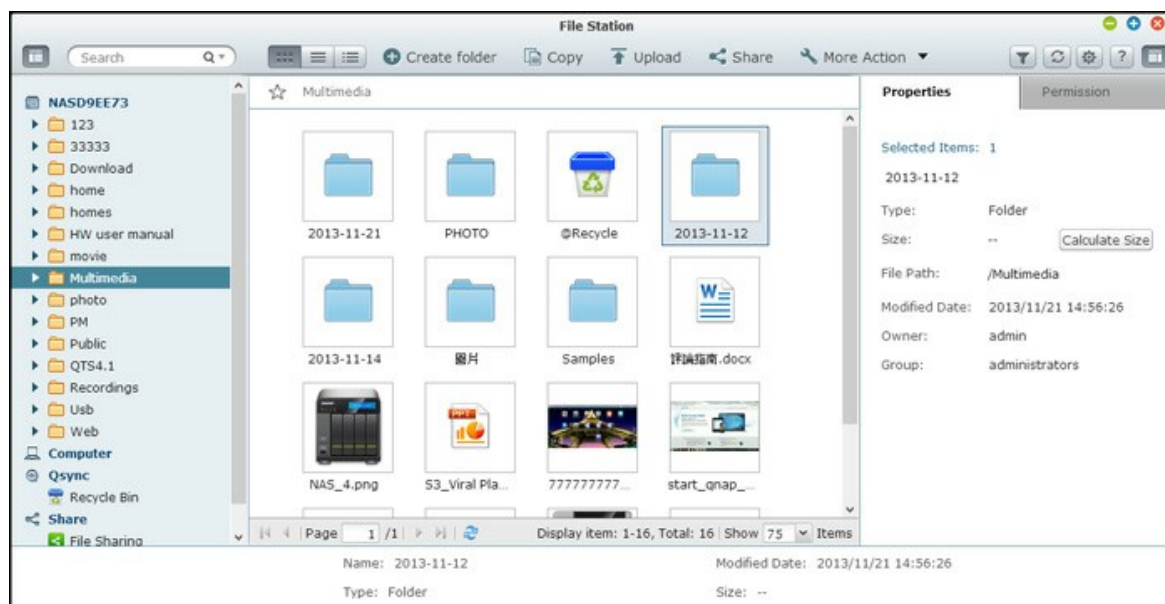 File Station
Search
Create folder
Copy
Upload
Share
More Action
?
NASD9EE73
123
33333
Download
home
homes
HW user manual
movie
Multimedia
photo
PM
Public
QTS4.1
Recordings
Usb
Web
Computer
Qsync
Recycle Bin
Share
File Sharing
Multimedia
2013-11-21 PHOTO @Recycle 2013-11-12
2013-11-14 圖片 Samples 評論指南.docx
NAS_4.png S3_Viral Pla... 777777777... start_qnap_...
Page 1 /1 Display item: 1-16, Total: 16 Show 75 Items
Properties Permission
Selected Items: 1
2013-11-12
Type: Folder
Size: -- Calculate Size
File Path: /Multimedia
Modified Date: 2013/11/21 14:56:26
Owner: admin
Group: administrators
Name: 2013-11-12 Modified Date: 2013/11/21 14:56:26
Type: Folder Size: --